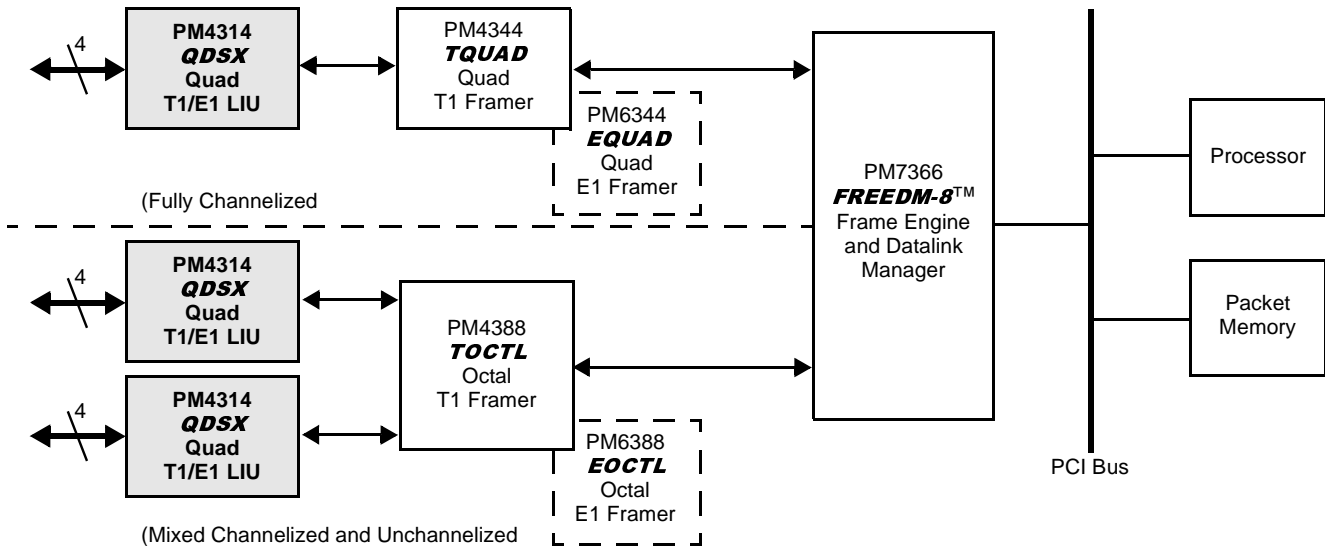 4
PM4314
QDSX
Quad
T1/E1 LIU
PM4344
TQUAD
Quad
T1 Framer
PM6344
EQUAD
Quad
E1 Framer
(Fully Channelized
PM7366
FREEDM-8™
Frame Engine
and Datalink
Manager
Processor
Packet
Memory
PCI Bus
4
PM4314
QDSX
Quad
T1/E1 LIU
4
PM4314
QDSX
Quad
T1/E1 LIU
PM4388
TOCTL
Octal
T1 Framer
PM6388
EOCTL
Octal
E1 Framer
(Mixed Channelized and Unchannelized